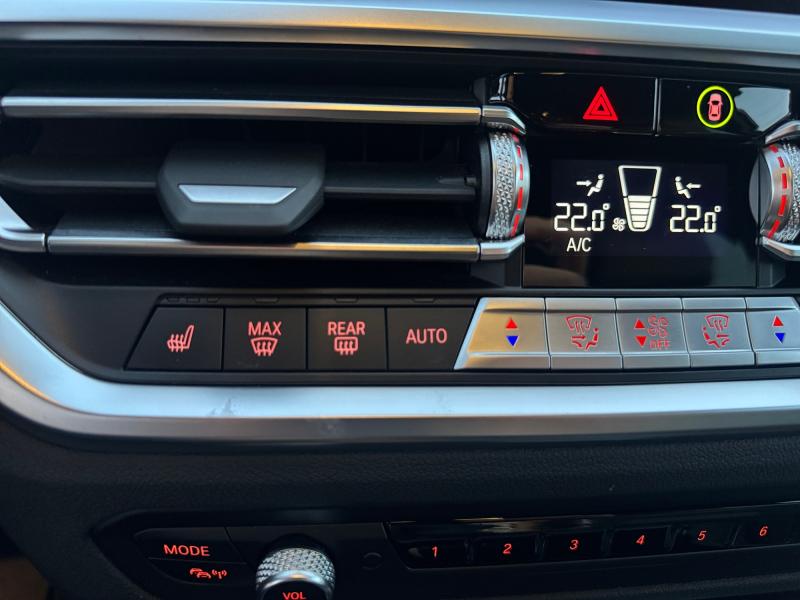 22.0° 22.0°
A/C
MAX
REAR
AUTO
OFF
MODE
VOL
1 2 3 4 5 6